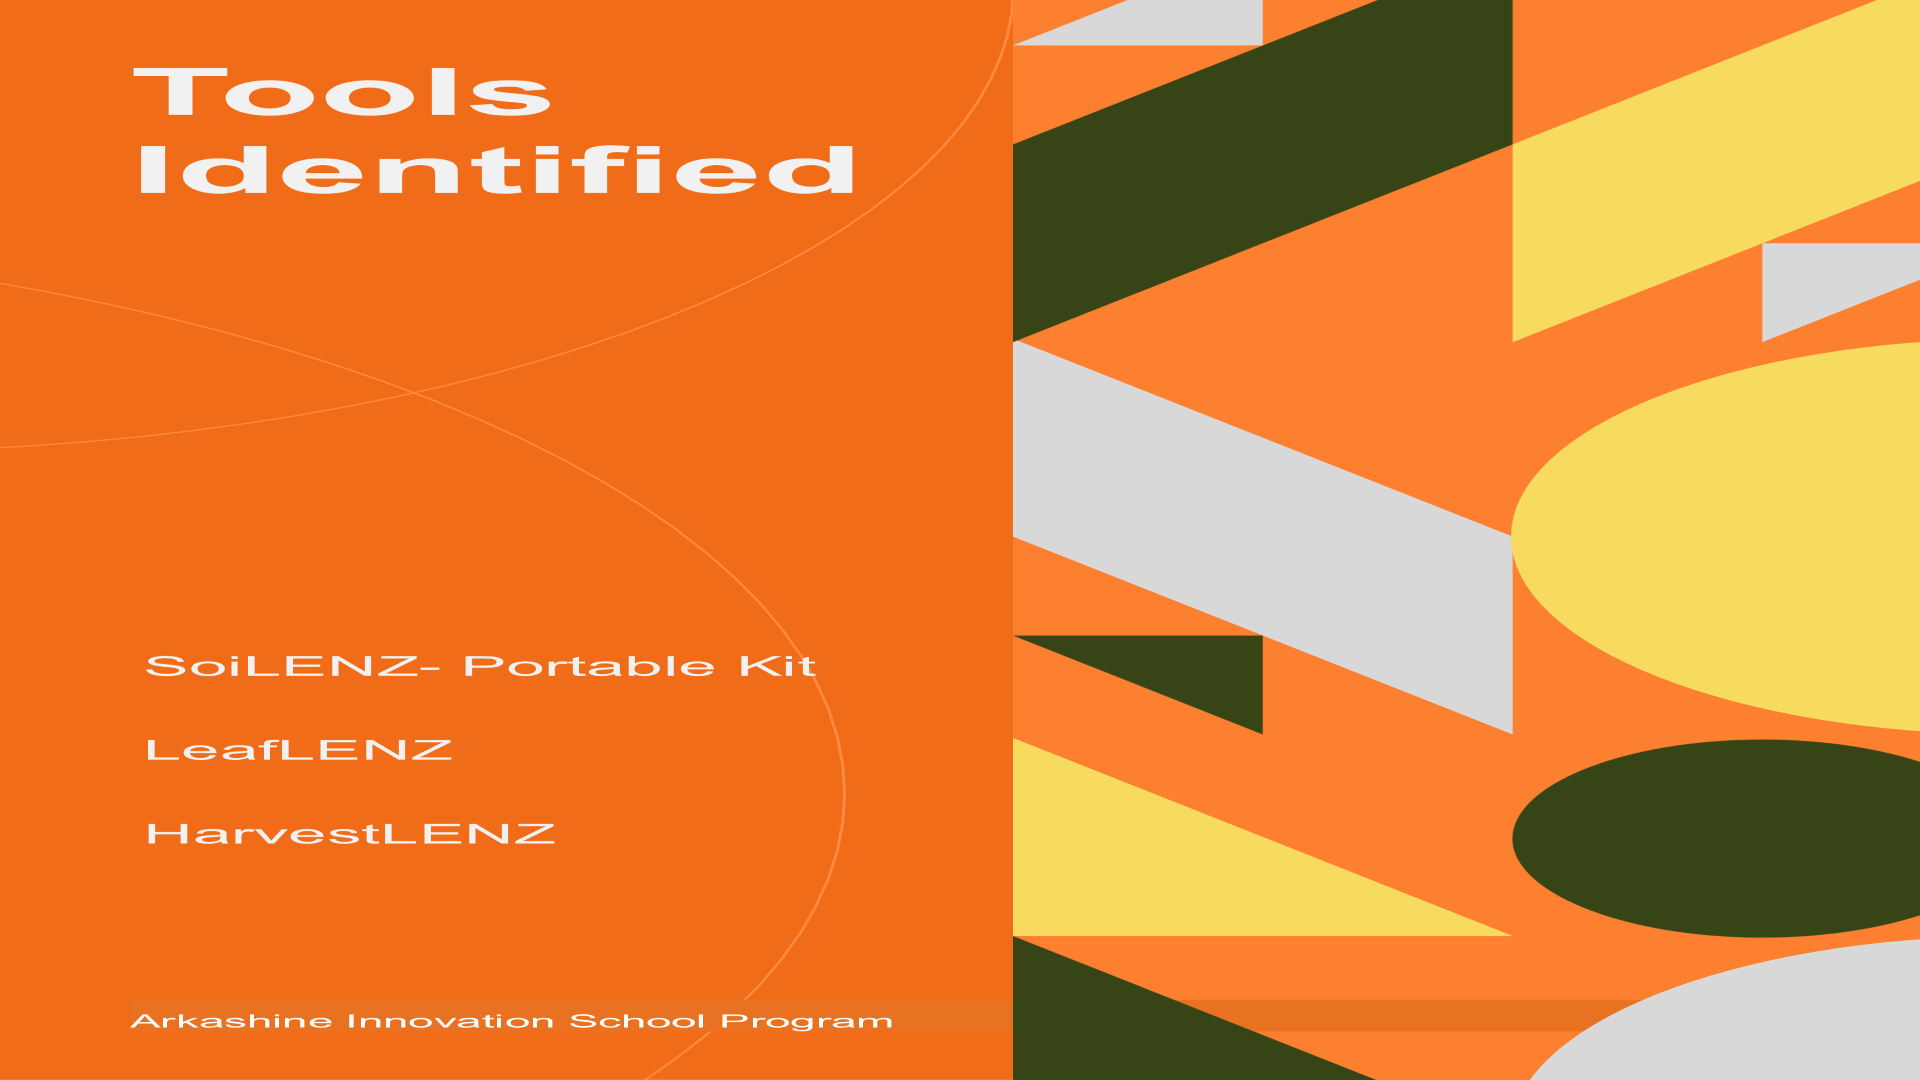 Tools
Identified
SoiLENZ- Portable Kit
LeafLENZ
HarvestLENZ
Arkashine Innovation School Program